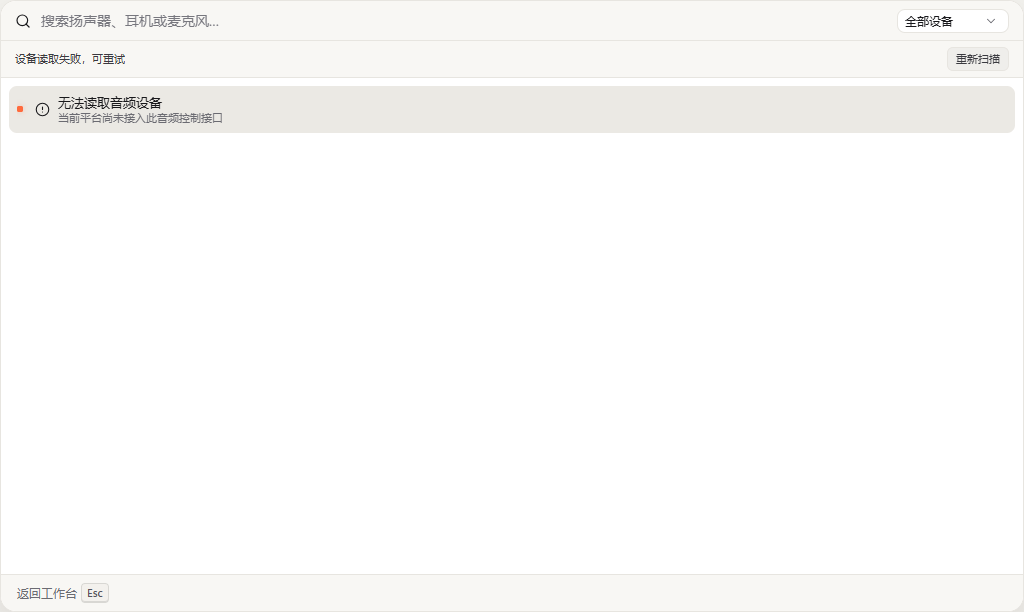 搜索扬声器、耳机或麦克风...
全部设备
设备读取失败，可重试
重新扫描
无法读取音频设备
当前平台尚未接入此音频控制接口
返回工作台 Esc